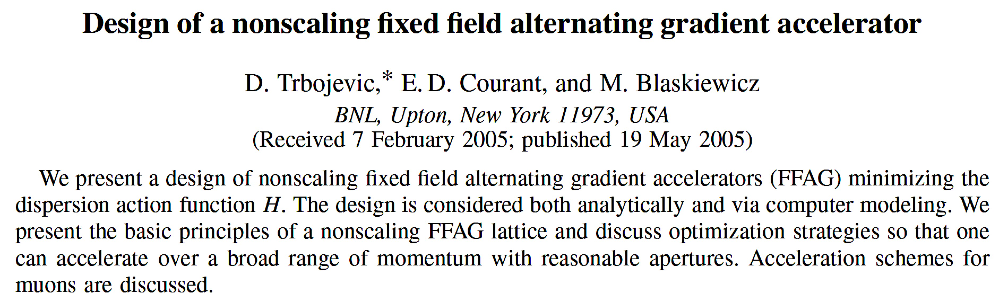 Design of a nonscaling fixed field alternating gradient accelerator
D. Trbojevic,* E. D. Courant, and M. Blaskiewicz
BNL, Upton, New York 11973, USA
(Received 7 February 2005; published 19 May 2005)
We present a design of nonscaling fixed field alternating gradient accelerators (FFAG) minimizing the
dispersion action function H. The design is considered both analytically and via computer modeling. We
present the basic principles of a nonscaling FFAG lattice and discuss optimization strategies so that one
can accelerate over a broad range of momentum with reasonable apertures. Acceleration schemes for
muons are discussed.